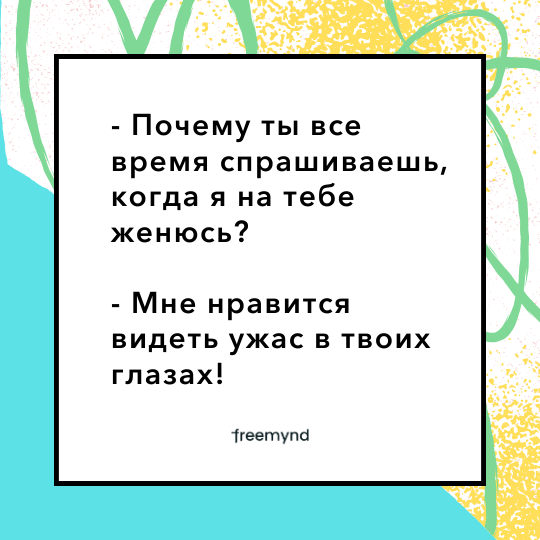 - Почему ты все
время спрашиваешь,
когда я на тебе
женюсь?
- Мне нравится
видеть ужас в твоих
глазах!
freemynd